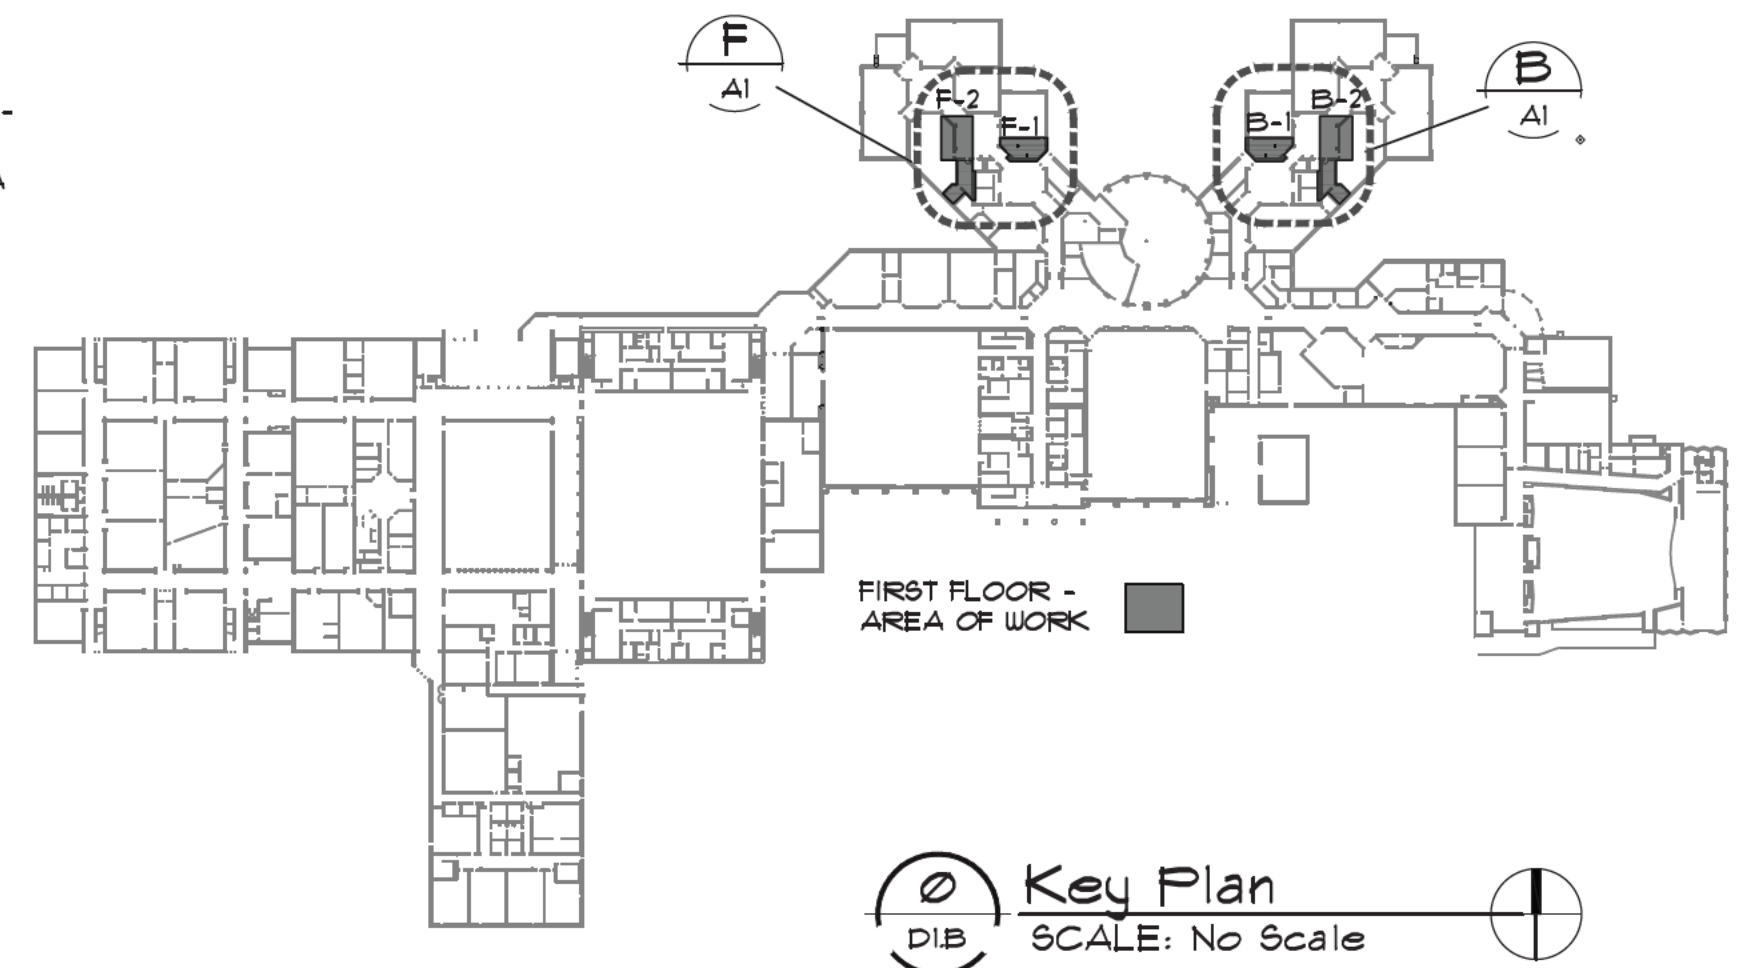 F
A1
B
A1
F-2
F-1
B-1
B-2
FIRST FLOOR -
AREA OF WORK
Ø
D1.B
Key Plan
SCALE: No Scale